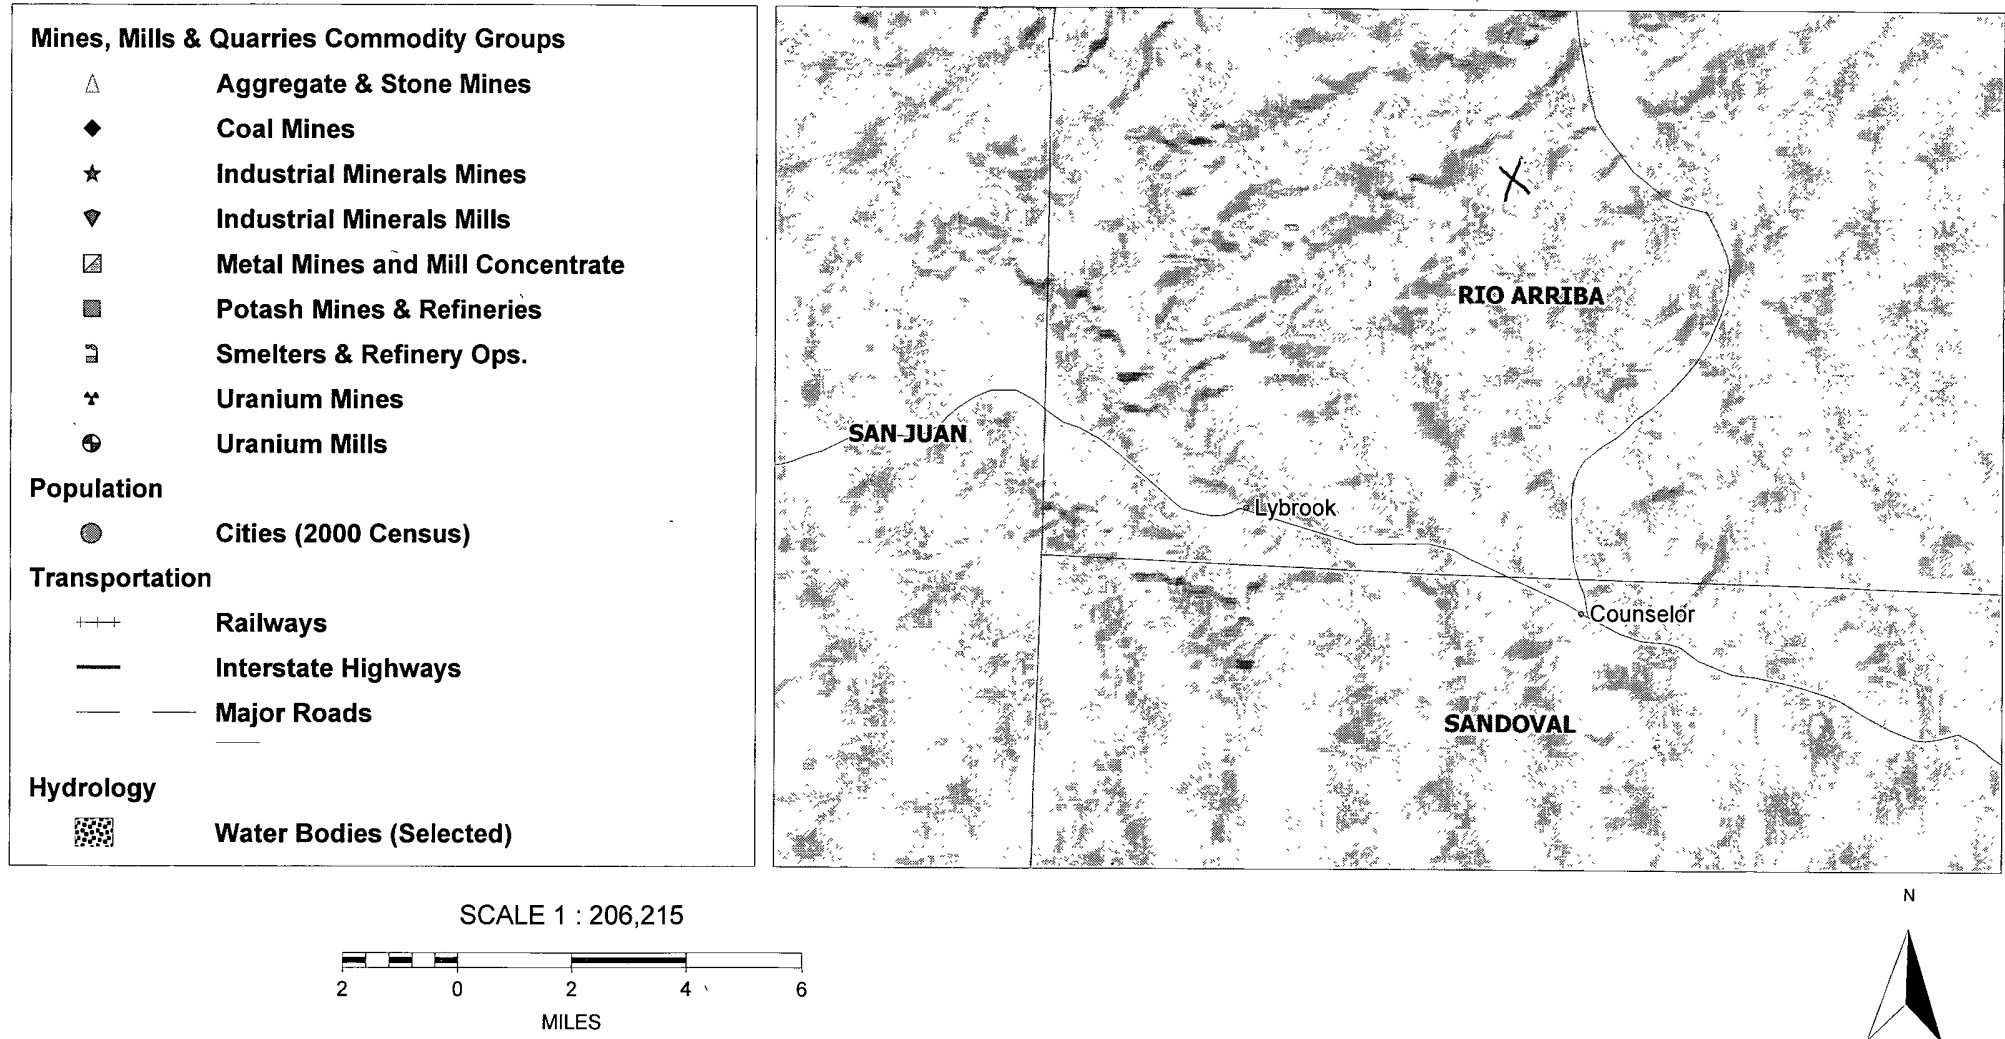 Mines, Mills & Quarries Commodity Groups
Aggregate & Stone Mines
Coal Mines
Industrial Minerals Mines
Industrial Minerals Mills
Metal Mines and Mill Concentrate
Potash Mines & Refineries
Smelters & Refinery Ops.
Uranium Mines
Uranium Mills
Population
Cities (2000 Census)
Transportation
Railways
Interstate Highways
Major Roads
Hydrology
Water Bodies (Selected)
X
RIO ARRIBA
SAN JUAN
Lybrook
Counselor
SANDOVAL
SCALE 1 : 206,215
2 0 2 4 6
MILES
N